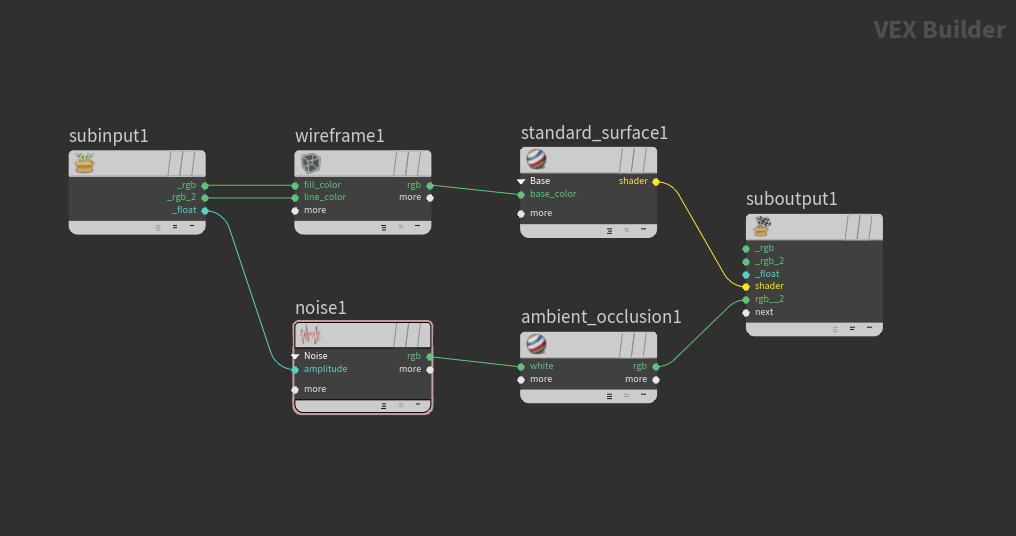 VEX Builder
subinput1
_rgb
_rgb_2
_float
wireframe1
fill_color rgb
line_color more
more
standard_surface1
Base shader
base_color
more
suboutput1
_rgb
_rgb_2
_float
shader
rgb__2
next
noise1
Noise rgb
amplitude more
more
ambient_occlusion1
white rgb
more more